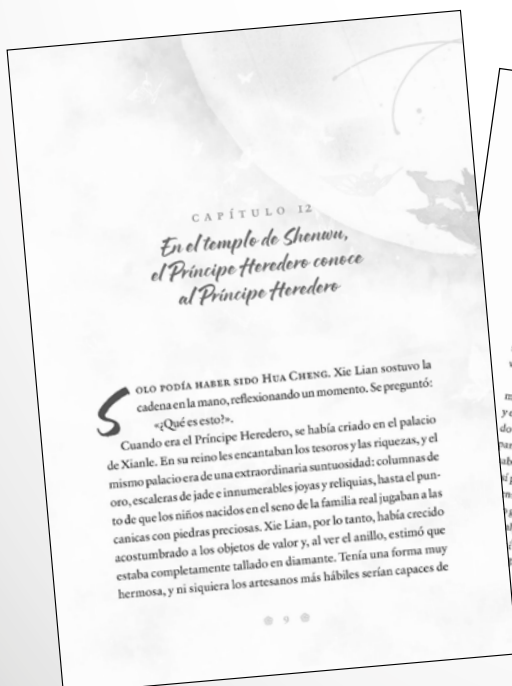 CAPÍTULO 12
En el templo de Shenwu,
el Príncipe Heredero conoce
al Príncipe Heredero
SOLO PODÍA HABER SIDO HUA CHENG. Xie Lian sostuvo la
cadena en la mano, reflexionando un momento. Se preguntó:
«¿Qué es esto?».
Cuando era el Príncipe Heredero, se había criado en el palacio
de Xianle. En su reino les encantaban los tesoros y las riquezas, y el
mismo palacio era de una extraordinaria suntuosidad: columnas de
oro, escaleras de jade e innumerables joyas y reliquias, hasta el pun-
to de que los niños nacidos en el seno de la familia real jugaban a las
canicas con piedras preciosas. Xie Lian, por lo tanto, había crecido
acostumbrado a los objetos de valor y, al ver el anillo, estimó que
estaba completamente tallado en diamante. Tenía una forma muy
hermosa, y ni siquiera los artesanos más hábiles serían capaces de
9